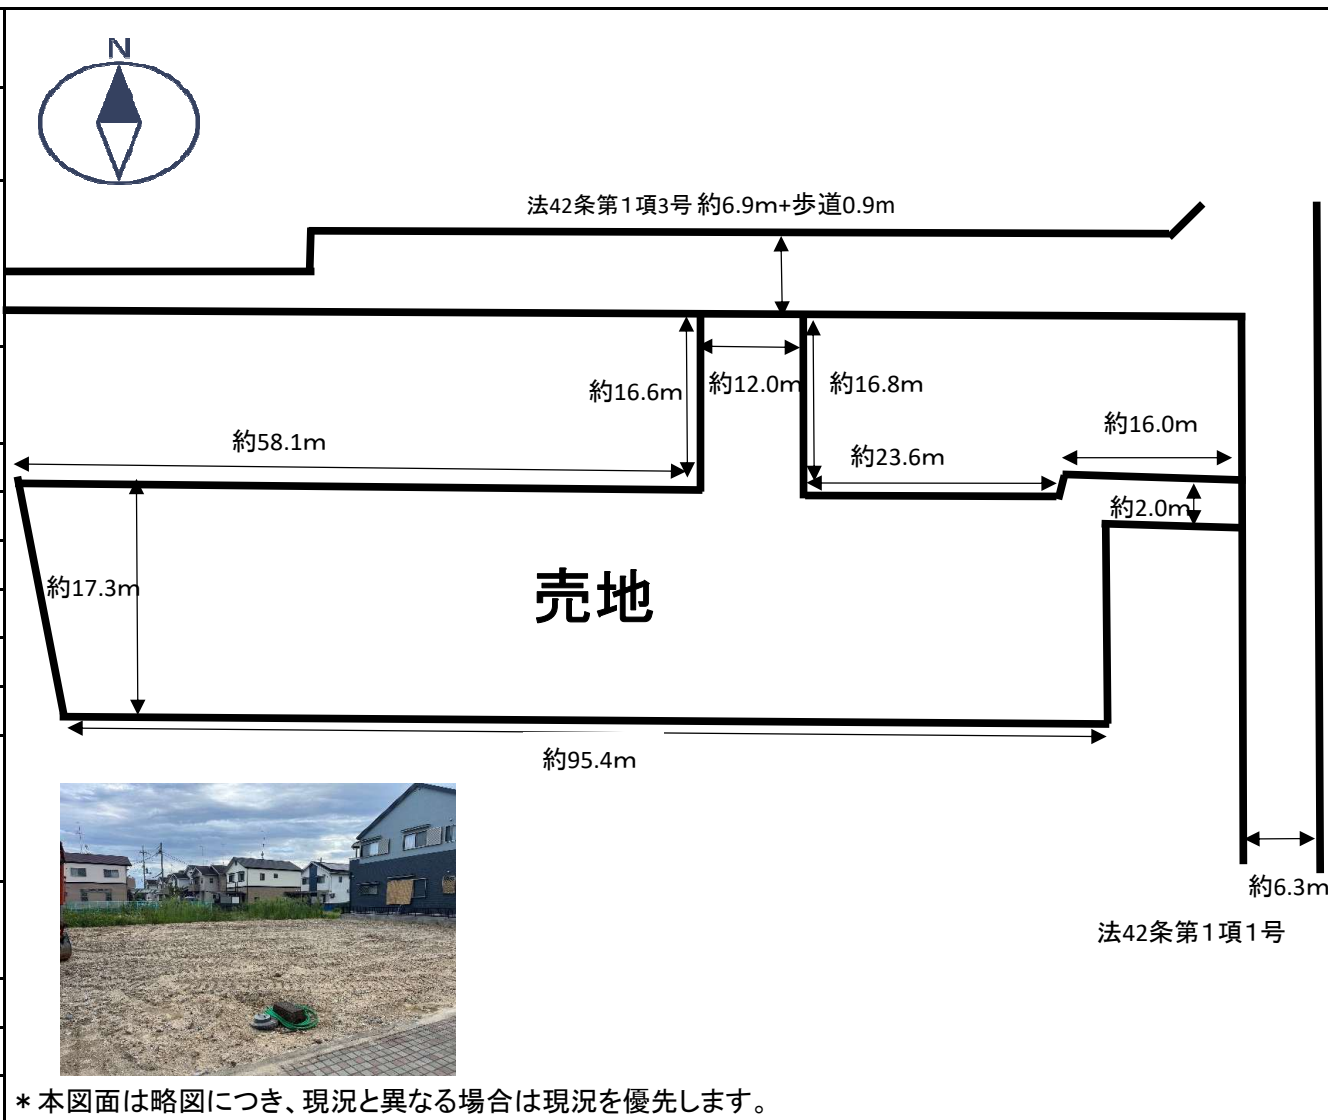 N
法42条第1項3号 約6.9m+歩道0.9m
約16.6m
約12.0m
約16.8m
約16.0m
約58.1m
約23.6m
約2.0m
約17.3m
売地
約95.4m
約6.3m
法42条第1項1号
*本図面は略図につき、現況と異なる場合は現況を優先します。